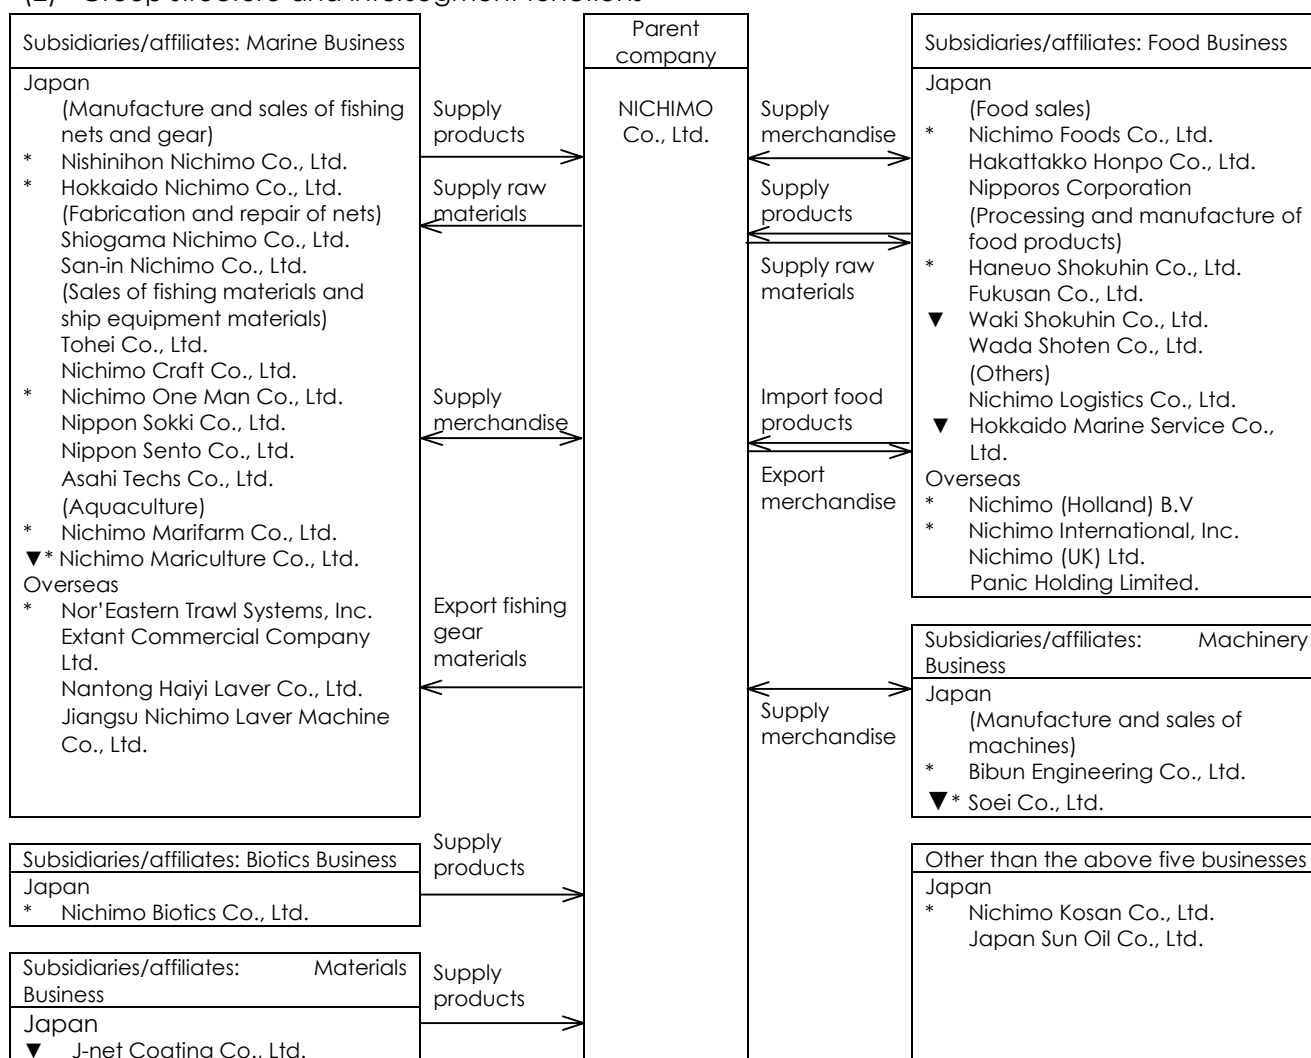 (2) Group structure and intersegment functions
Subsidiaries/affiliates: Marine Business
Japan
(Manufacture and sales of fishing
nets and gear)
* Nishinihon Nichimo Co., Ltd.
* Hokkaido Nichimo Co., Ltd.
(Fabrication and repair of nets)
Shiogama Nichimo Co., Ltd.
San-in Nichimo Co., Ltd.
(Sales of fishing materials and
ship equipment materials)
Tohei Co., Ltd.
Nichimo Craft Co., Ltd.
* Nichimo One Man Co., Ltd.
Nippon Sokki Co., Ltd.
Nippon Sento Co., Ltd.
Asahi Techs Co., Ltd.
(Aquaculture)
* Nichimo Marifarm Co., Ltd.
▼* Nichimo Mariculture Co., Ltd.
Overseas
* Nor’Eastern Trawl Systems, Inc.
Extant Commercial Company
Ltd.
Nantong Haiyi Laver Co., Ltd.
Jiangsu Nichimo Laver Machine
Co., Ltd.
Subsidiaries/affiliates: Biotics Business
Japan
* Nichimo Biotics Co., Ltd.
Subsidiaries/affiliates: Materials
Business
Japan
▼ J-net Coating Co., Ltd.
Supply
products
Supply raw
materials
Supply
merchandise
Export fishing
gear
materials
Supply
products
Supply
products
Parent
company
NICHIMO
Co., Ltd.
Supply
merchandise
Supply
products
Supply raw
materials
Import food
products
Export
merchandise
Supply
merchandise
Subsidiaries/affiliates: Food Business
Japan
(Food sales)
* Nichimo Foods Co., Ltd.
Hakattakko Honpo Co., Ltd.
Nipporos Corporation
(Processing and manufacture of
food products)
* Haneuo Shokuhin Co., Ltd.
Fukusan Co., Ltd.
▼ Waki Shokuhin Co., Ltd.
Wada Shoten Co., Ltd.
(Others)
Nichimo Logistics Co., Ltd.
▼ Hokkaido Marine Service Co.,
Ltd.
Overseas
* Nichimo (Holland) B.V
* Nichimo International, Inc.
Nichimo (UK) Ltd.
Panic Holding Limited.
Subsidiaries/affiliates: Machinery
Business
Japan
(Manufacture and sales of
machines)
* Bibun Engineering Co., Ltd.
▼* Soei Co., Ltd.
Other than the above five businesses
Japan
* Nichimo Kosan Co., Ltd.
Japan Sun Oil Co., Ltd.